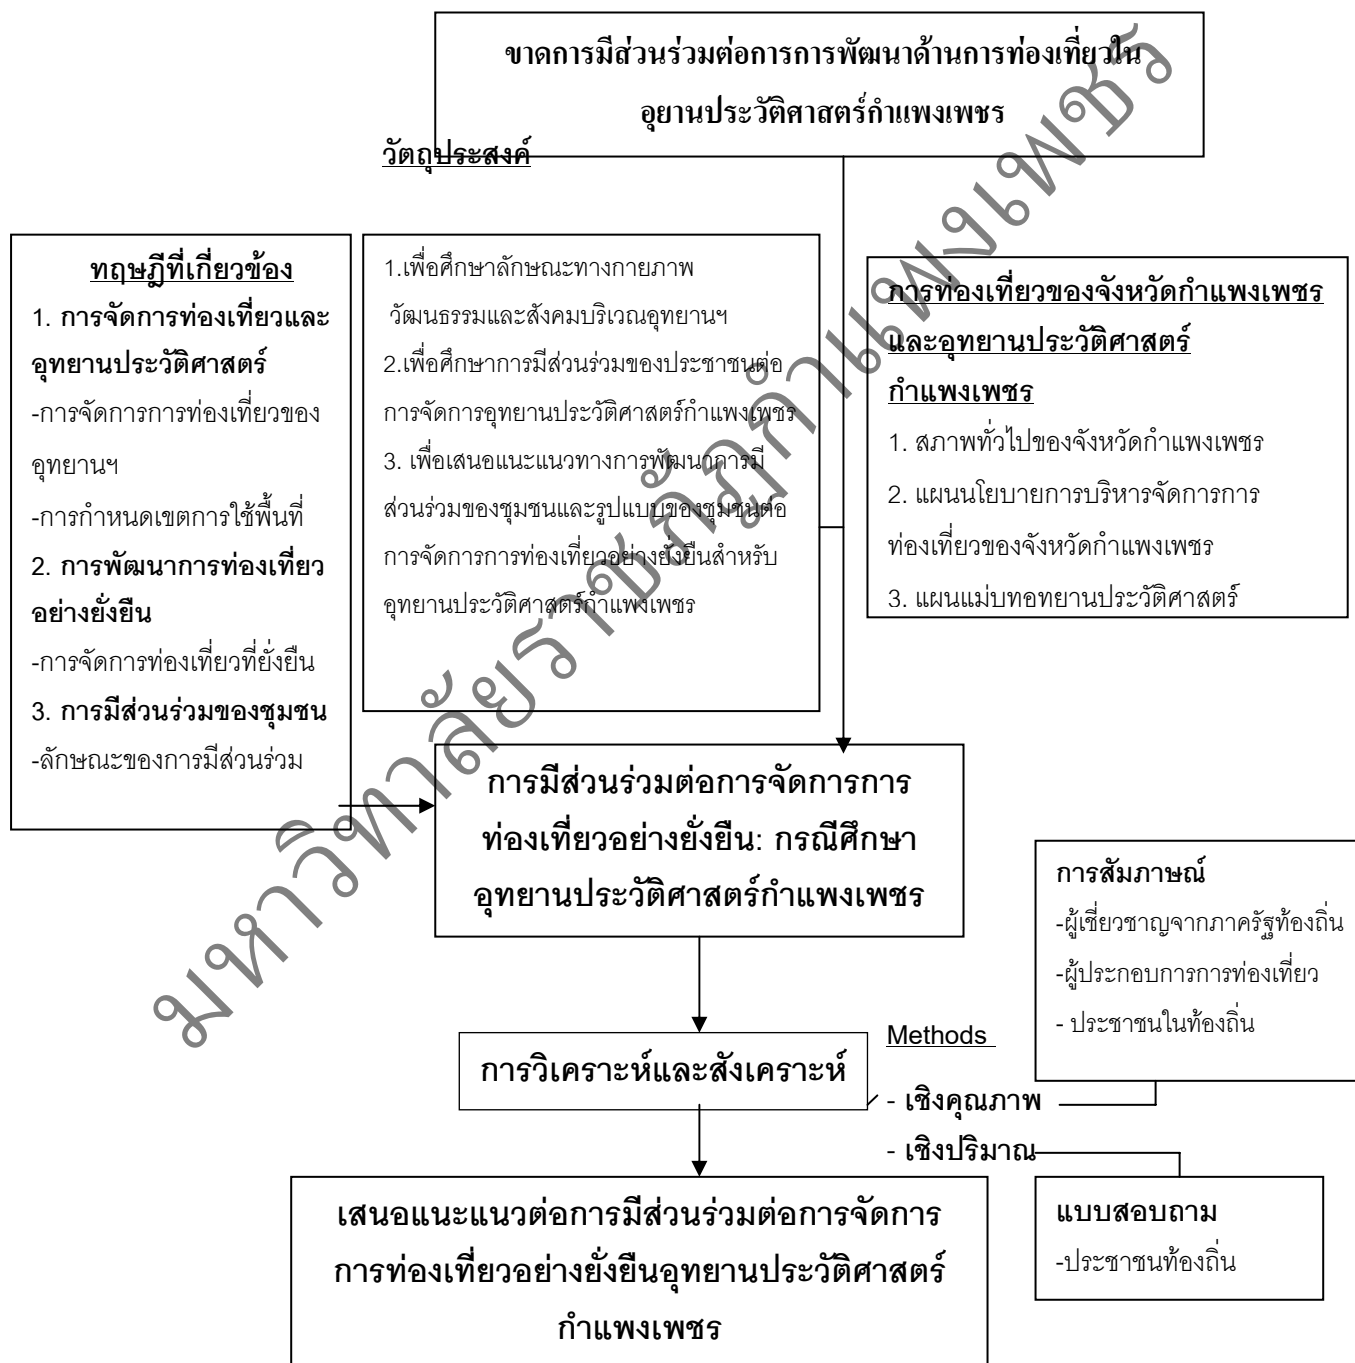 ขาดการมีส่วนร่วมต่อการการพัฒนาด้านการท่องเที่ยวใน
อุยานประวัติศาสตร์กำแพงเพชร
วัตถุประสงค์
ทฤษฎีที่เกี่ยวข้อง
1. การจัดการท่องเที่ยวและ
อุทยานประวัติศาสตร์
-การจัดการการท่องเที่ยวของ
อุทยานฯ
-การกำหนดเขตการใช้พื้นที่
2. การพัฒนาการท่องเที่ยว
อย่างยั่งยืน
-การจัดการท่องเที่ยวที่ยั่งยืน
3. การมีส่วนร่วมของชุมชน
-ลักษณะของการมีส่วนร่วม
1.เพื่อศึกษาลักษณะทางกายภาพ
วัฒนธรรมและสังคมบริเวณอุทยานฯ
2.เพื่อศึกษาการมีส่วนร่วมของประชาชนต่อ
การจัดการอุทยานประวัติศาสตร์กำแพงเพชร
3. เพื่อเสนอแนะแนวทางการพัฒนาการมี
ส่วนร่วมของชุมชนและรูปแบบของชุมชนต่อ
การจัดการการท่องเที่ยวอย่างยั่งยืนสำหรับ
อุทยานประวัติศาสตร์กำแพงเพชร
การท่องเที่ยวของจังหวัดกำแพงเพชร
และอุทยานประวัติศาสตร์
กำแพงเพชร
1. สภาพทั่วไปของจังหวัดกำแพงเพชร
2. แผนนโยบายการบริหารจัดการการ
ท่องเที่ยวของจังหวัดกำแพงเพชร
3. แผนแม่บทอทยานประวัติศาสตร์
การมีส่วนร่วมต่อการจัดการการ
ท่องเที่ยวอย่างยั่งยืน: กรณีศึกษา
อุทยานประวัติศาสตร์กำแพงเพชร
การสัมภาษณ์
-ผู้เชี่ยวชาญจากภาครัฐท้องถิ่น
-ผู้ประกอบการการท่องเที่ยว
- ประชาชนในท้องถิ่น
การวิเคราะห์และสังเคราะห์
Methods
- เชิงคุณภาพ
- เชิงปริมาณ
แบบสอบถาม
-ประชาชนท้องถิ่น
เสนอแนะแนวต่อการมีส่วนร่วมต่อการจัดการ
การท่องเที่ยวอย่างยั่งยืนอุทยานประวัติศาสตร์
กำแพงเพชร
มหาวิทยาลัยราชภัฏกำแพงเพชร